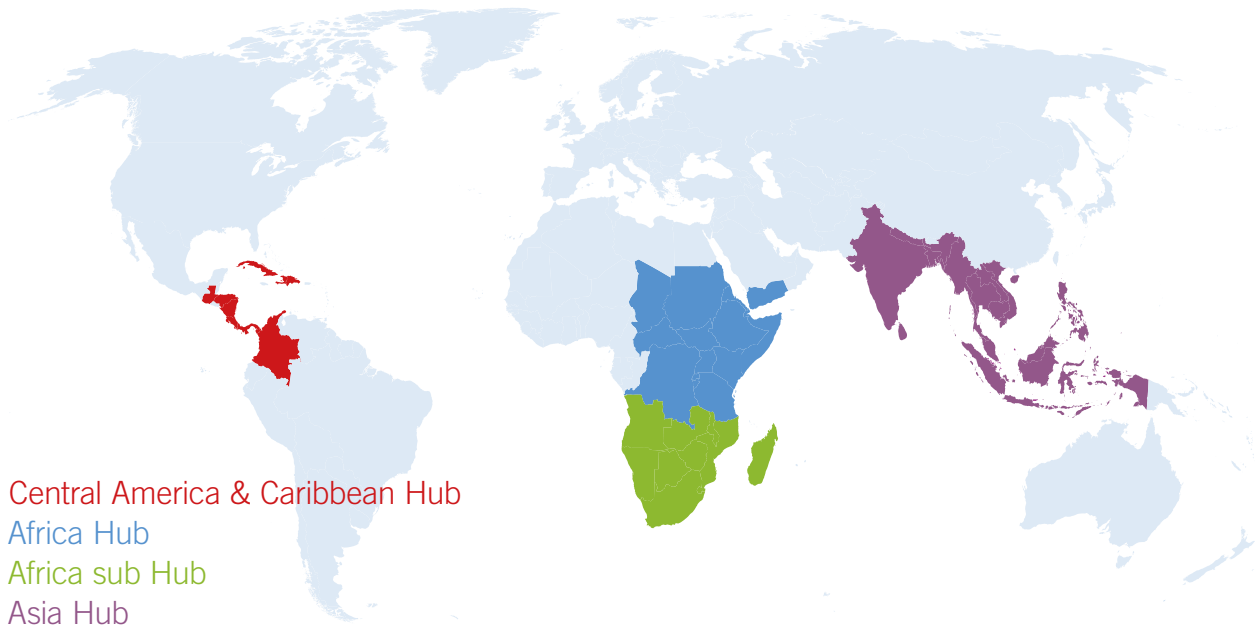 Central America & Caribbean Hub
Africa Hub
Africa sub Hub
Asia Hub